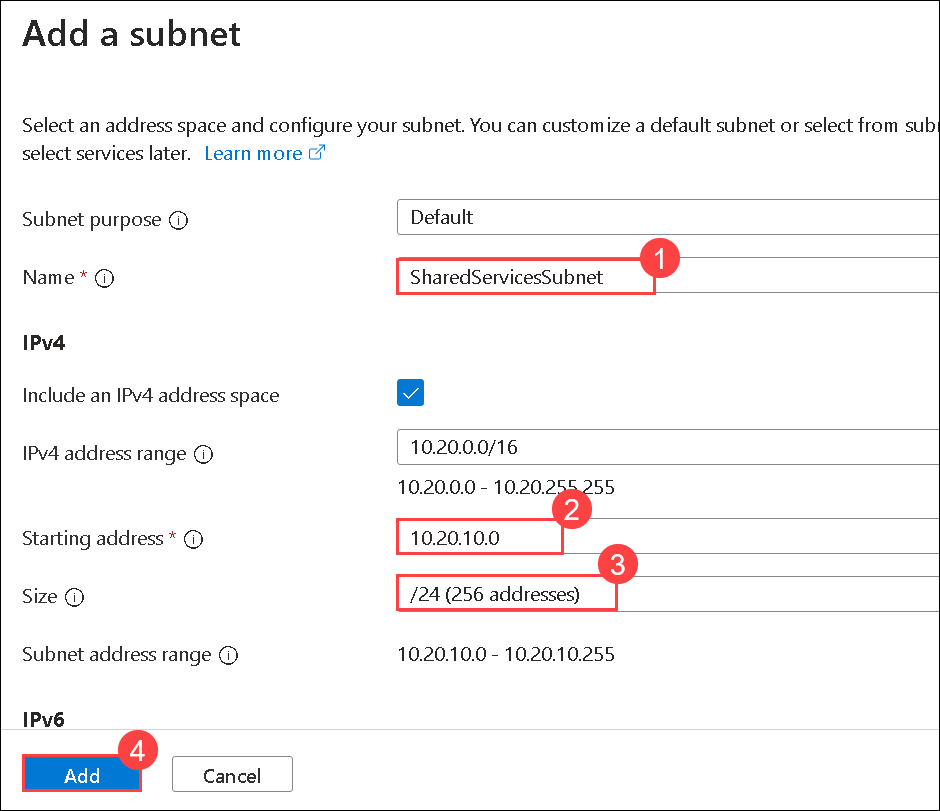 Add a subnet
Select an address space and configure your subnet. You can customize a default subnet or select from
select services later. Learn more
Subnet purpose
Default
Name *
SharedServicesSubnet
1
IPv4
Include an IPv4 address space
IPv4 address range
10.20.0.0/16
10.20.0.0 - 10.20.255.255
2
Starting address *
10.20.10.0
3
Size
/24 (256 addresses)
Subnet address range
10.20.10.0 - 10.20.10.255
IPv6
4
Add
Cancel